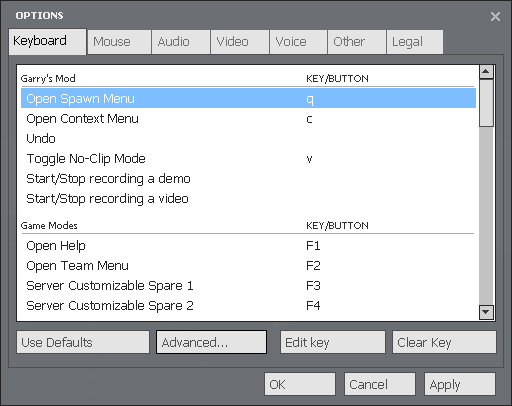 OPTIONS
Keyboard Mouse Audio Video Voice Other Legal
Garry's Mod KEY/BUTTON
Open Spawn Menu q
Open Context Menu c
Undo
Toggle No-Clip Mode v
Start/Stop recording a demo
Start/Stop recording a video
Game Modes KEY/BUTTON
Open Help F1
Open Team Menu F2
Server Customizable Spare 1 F3
Server Customizable Spare 2 F4
Use Defaults Advanced... Edit key Clear Key
OK Cancel Apply